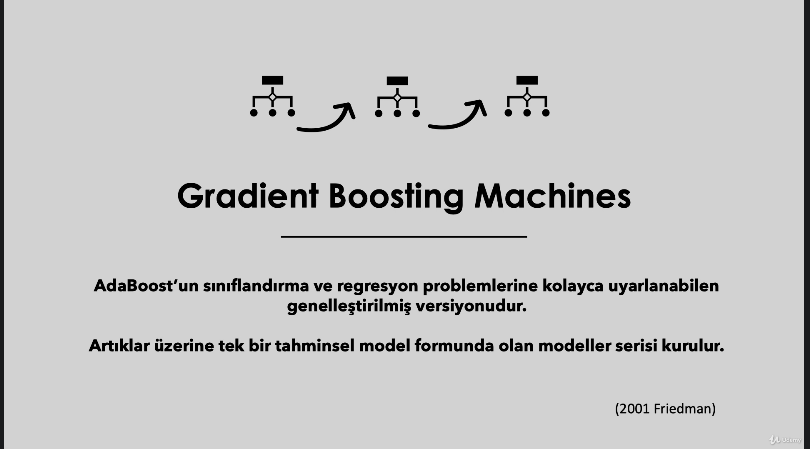 Gradient Boosting Machines
AdaBoost’un sınıflandırma ve regresyon problemlerine kolayca uyarlanabilen
genelleştirilmiş versiyonudur.
Artıklar üzerine tek bir tahminsel model formunda olan modeller serisi kurulur.
(2001 Friedman)
Udemy